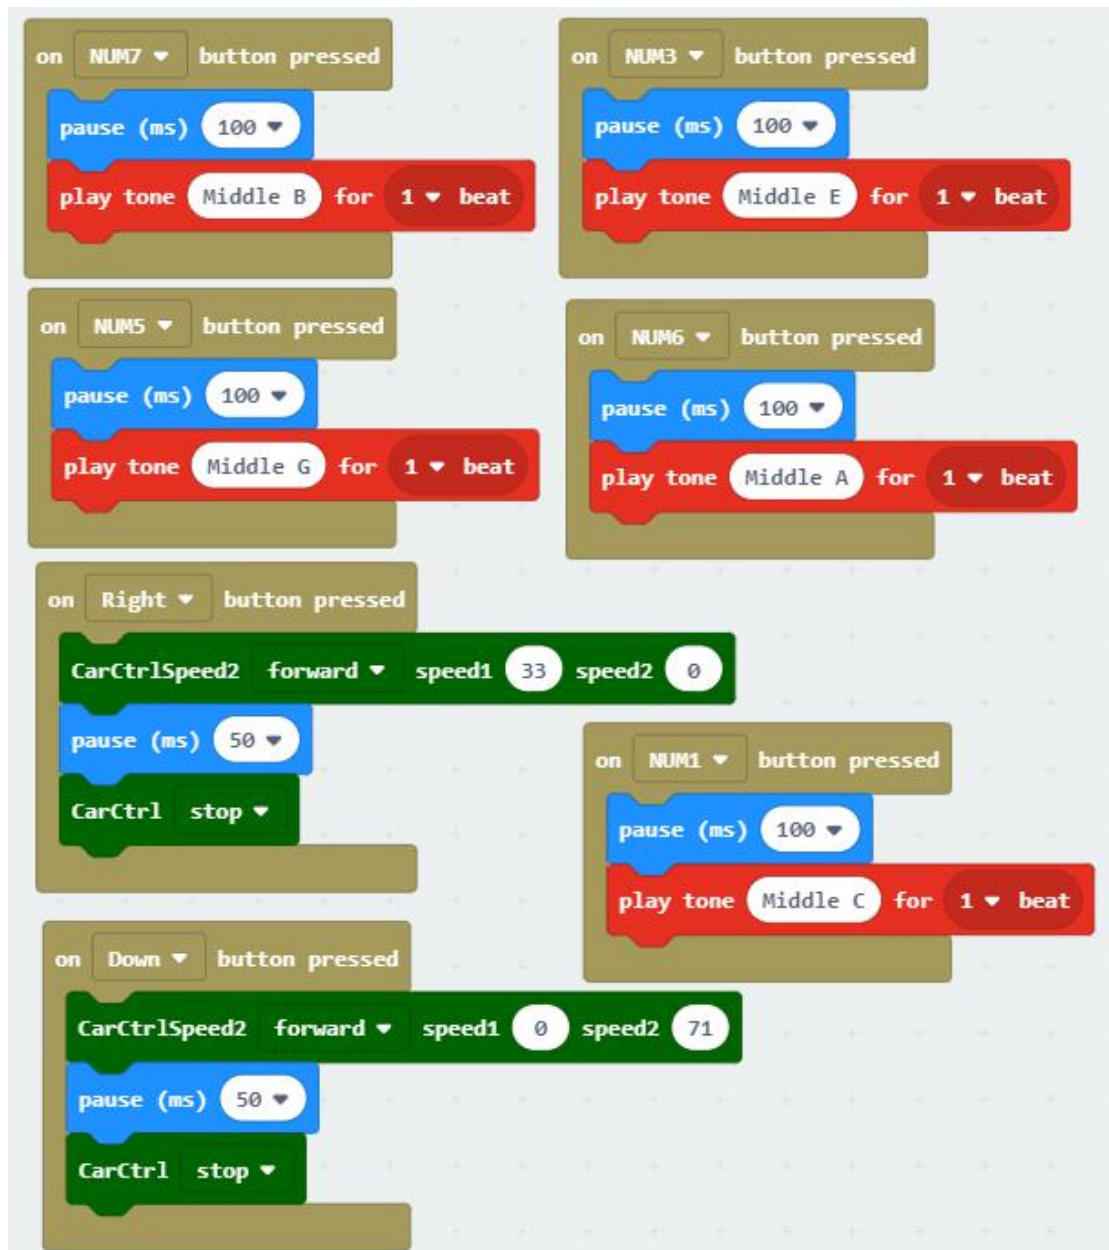 on NUM7 button pressed
pause (ms) 100
play tone Middle B for 1 beat
on NUM3 button pressed
pause (ms) 100
play tone Middle E for 1 beat
on NUM5 button pressed
pause (ms) 100
play tone Middle G for 1 beat
on NUM6 button pressed
pause (ms) 100
play tone Middle A for 1 beat
on Right button pressed
CarCtrlSpeed2 forward speed1 33 speed2 0
pause (ms) 50
CarCtrl stop
on NUM1 button pressed
pause (ms) 100
play tone Middle C for 1 beat
on Down button pressed
CarCtrlSpeed2 forward speed1 0 speed2 71
pause (ms) 50
CarCtrl stop